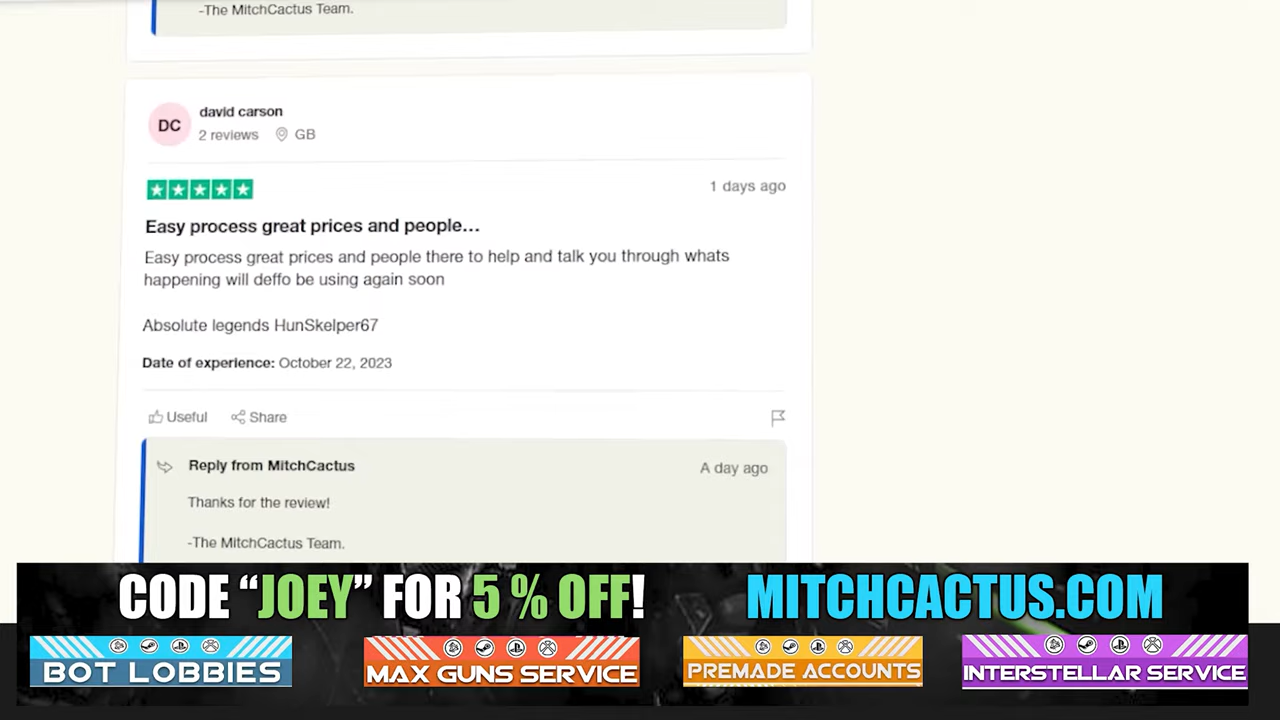 -The MitchCactus Team.
DC
david carson
2 reviews GB
1 days ago
Easy process great prices and people...
Easy process great prices and people there to help and talk you through whats
happening will deffo be using again soon
Absolute legends HunSkelper67
Date of experience: October 22, 2023
Useful Share
Reply from MitchCactus
A day ago
Thanks for the review!
-The MitchCactus Team.
CODE “JOEY” FOR 5 % OFF!
MITCHCACTUS.COM
BOT LOBBIES
MAX GUNS SERVICE
PREMADE ACCOUNTS
INTERSTELLAR SERVICE